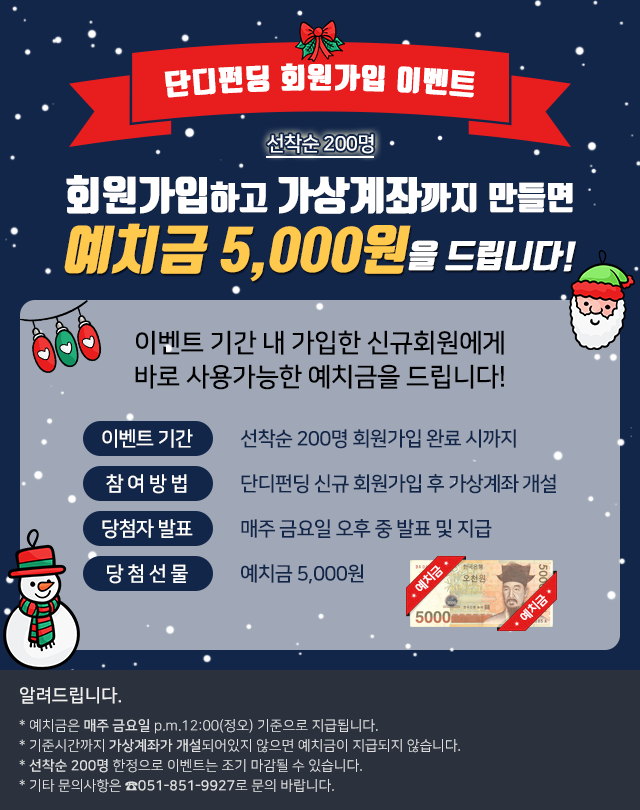 단디펀딩 회원가입 이벤트
선착순 200명
회원가입하고 가상계좌까지 만들면
예치금 5,000원을 드립니다!
이벤트 기간 내 가입한 신규회원에게
바로 사용가능한 예치금을 드립니다!
이벤트 기간 선착순 200명 회원가입 완료 시까지
참 여 방 법 단디펀딩 신규 회원가입 후 가상계좌 개설
당첨자 발표 매주 금요일 오후 중 발표 및 지급
당 첨 선 물 예치금 5,000원
예치금
한국은행
오천원
5000
예치금
알려드립니다.
* 예치금은 매주 금요일 p.m.12:00(정오) 기준으로 지급됩니다.
* 기준시간까지 가상계좌가 개설되어있지 않으면 예치금이 지급되지 않습니다.
* 선착순 200명 한정으로 이벤트는 조기 마감될 수 있습니다.
* 기타 문의사항은 ☎051-851-9927로 문의 바랍니다.